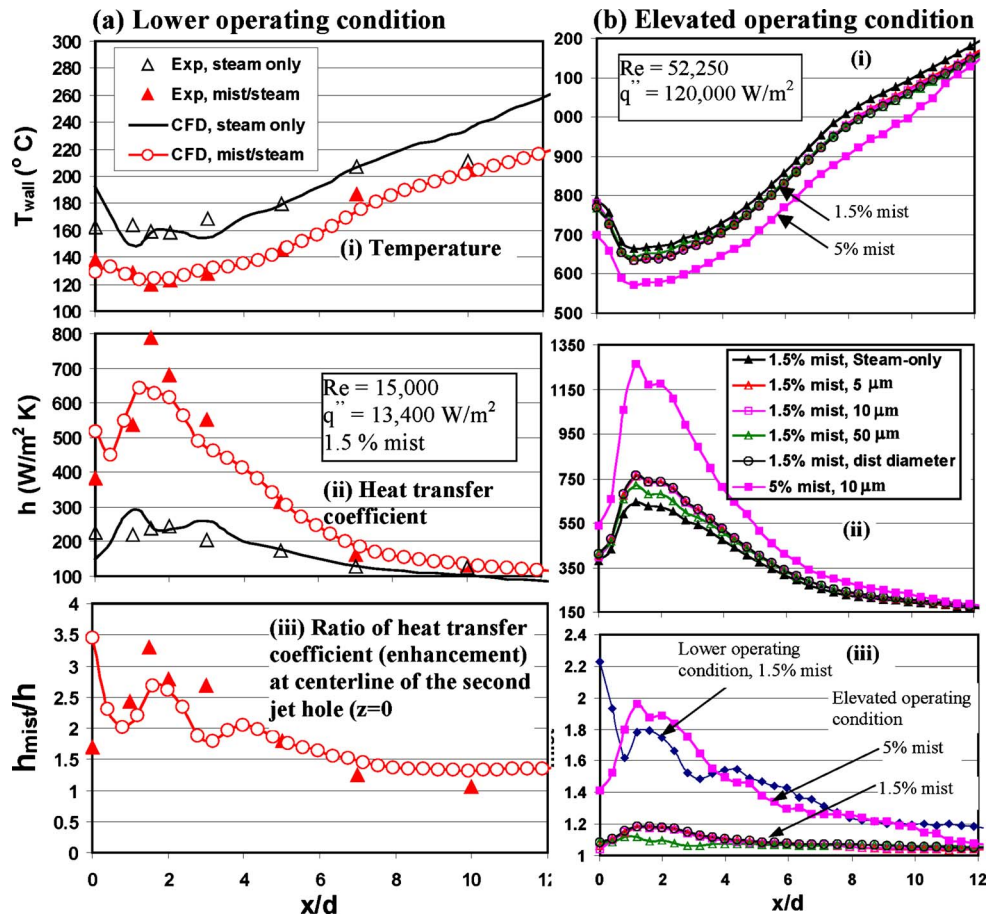 (a) Lower operating condition
300
280
260
240
220
200
180
160
140
120
100
T wall (° C)
Exp, steam only
Exp, mist/steam
CFD, steam only
CFD, mist/steam
(i) Temperature
800
700
600
500
400
300
200
100
h (W/m² K)
Re = 15,000
q’’ = 13,400 W/m²
1.5 % mist
(ii) Heat transfer
coefficient
4
3.5
3
2.5
2
1.5
1
0.5
0
hmist/h
(iii) Ratio of heat transfer
coefficient (enhancement)
at centerline of the second
jet hole (z=0
0 2 4 6 8 10 12
x/d
(b) Elevated operating condition
200
100
000
900
800
700
600
500
Re = 52,250
q’’ = 120,000 W/m²
(i)
1.5% mist
5% mist
1350
1150
950
750
550
350
150
1.5% mist, Steam-only
1.5% mist, 5 µm
1.5% mist, 10 µm
1.5% mist, 50 µm
1.5% mist, dist diameter
5% mist, 10 µm
(ii)
2.4
2.2
2
1.8
1.6
1.4
1.2
1
Lower operating
condition, 1.5% mist
(iii)
Elevated operating
condition
5% mist
1.5% mist
0 2 4 6 8 10 12
x/d